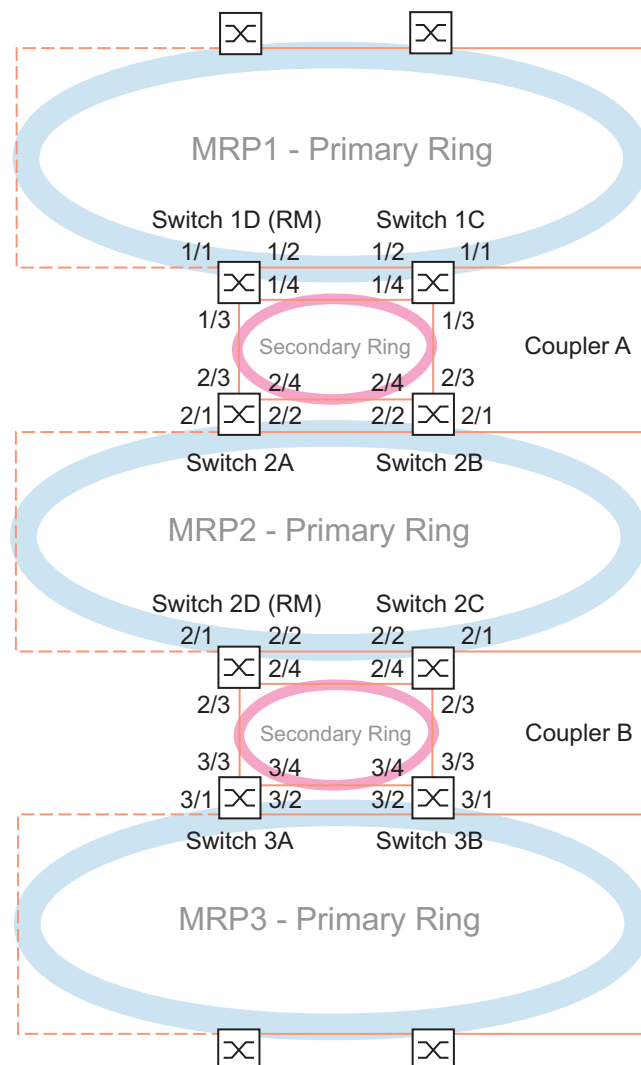 MRP1 - Primary Ring
Switch 1D (RM) Switch 1C
1/1 1/2 1/2 1/1
1/4 1/4
1/3 1/3
Secondary Ring Coupler A
2/3 2/4 2/4 2/3
2/1 2/2 2/2 2/1
Switch 2A Switch 2B
MRP2 - Primary Ring
Switch 2D (RM) Switch 2C
2/1 2/2 2/2 2/1
2/4 2/4
2/3 2/3
Secondary Ring Coupler B
3/3 3/4 3/4 3/3
3/1 3/2 3/2 3/1
Switch 3A Switch 3B
MRP3 - Primary Ring